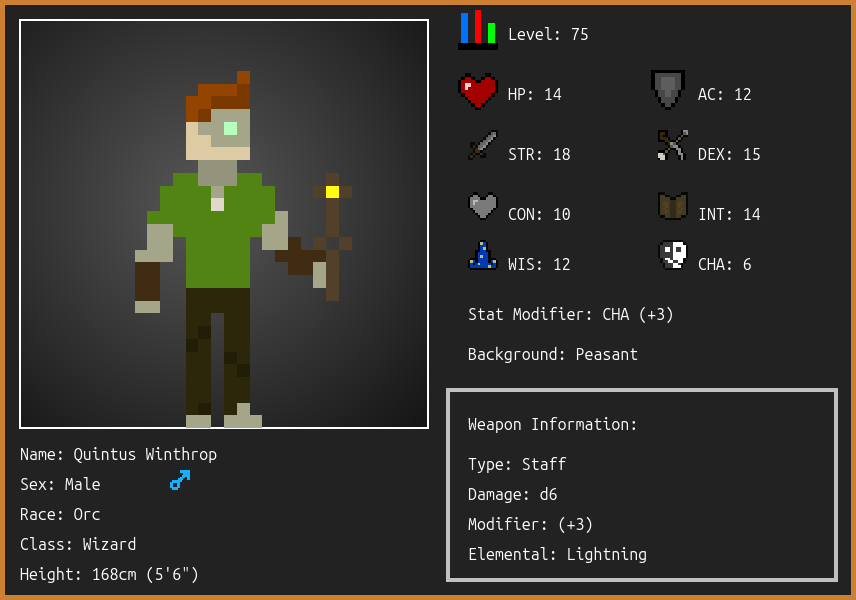 Level: 75
HP: 14
AC: 12
STR: 18
DEX: 15
CON: 10
INT: 14
WIS: 12
CHA: 6
Stat Modifier: CHA (+3)
Background: Peasant
Weapon Information:
Type: Staff
Damage: d6
Modifier: (+3)
Elemental: Lightning
Name: Quintus Winthrop
Sex: Male
Race: Orc
Class: Wizard
Height: 168cm (5'6")